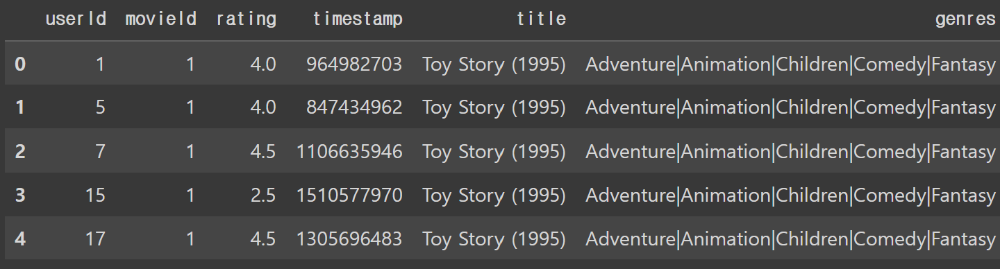 userId movieId rating timestamp title genres
0 1 1 4.0 964982703 Toy Story (1995) Adventure|Animation|Children|Comedy|Fantasy
1 5 1 4.0 847434962 Toy Story (1995) Adventure|Animation|Children|Comedy|Fantasy
2 7 1 4.5 1106635946 Toy Story (1995) Adventure|Animation|Children|Comedy|Fantasy
3 15 1 2.5 1510577970 Toy Story (1995) Adventure|Animation|Children|Comedy|Fantasy
4 17 1 4.5 1305696483 Toy Story (1995) Adventure|Animation|Children|Comedy|Fantasy